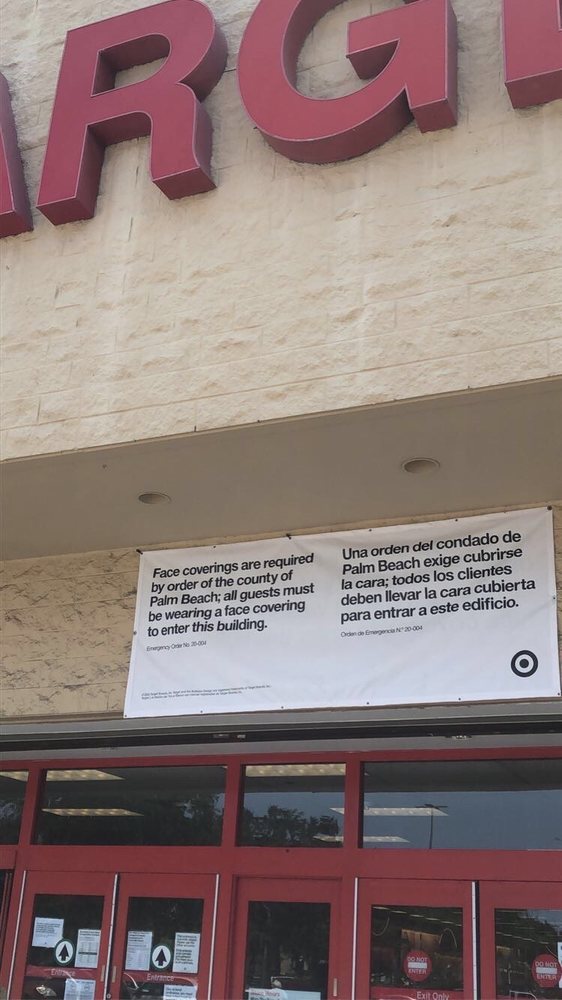 ARGE
Face coverings are required
by order of the county of
Palm Beach; all guests must
be wearing a face covering
to enter this building.
Emergency Order No. 20-004
Una orden del condado de
Palm Beach exige cubrirse
la cara; todos los clientes
deben llevar la cara cubierta
para entrar a este edificio.
Orden de Emergencia N.º 20-004
Entrance
Entrance
DO NOT
ENTER
Exit Only
DO NOT
ENTER